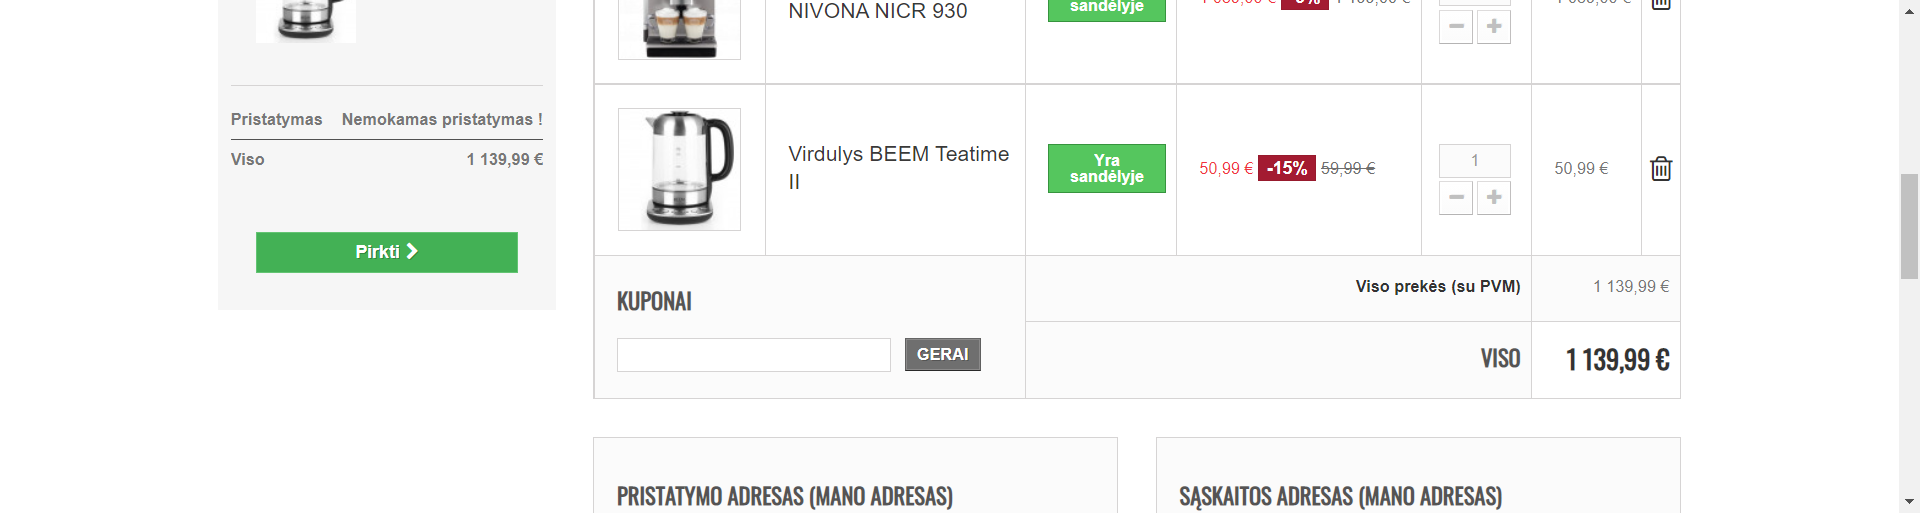 NIVONA NICR 930
sandėlyje
Pristatymas Nemokamas pristatymas !
Viso 1 139,99 €
Pirkti
Virdulys BEEM Teatime
II
Yra
sandėlyje
50,99 € -15% 59,99 €
1
50,99 €
KUPONAI
GERAI
Viso prekės (su PVM) 1 139,99 €
VISO 1 139,99 €
PRISTATYMO ADRESAS (MANO ADRESAS)
SĄSKAITOS ADRESAS (MANO ADRESAS)